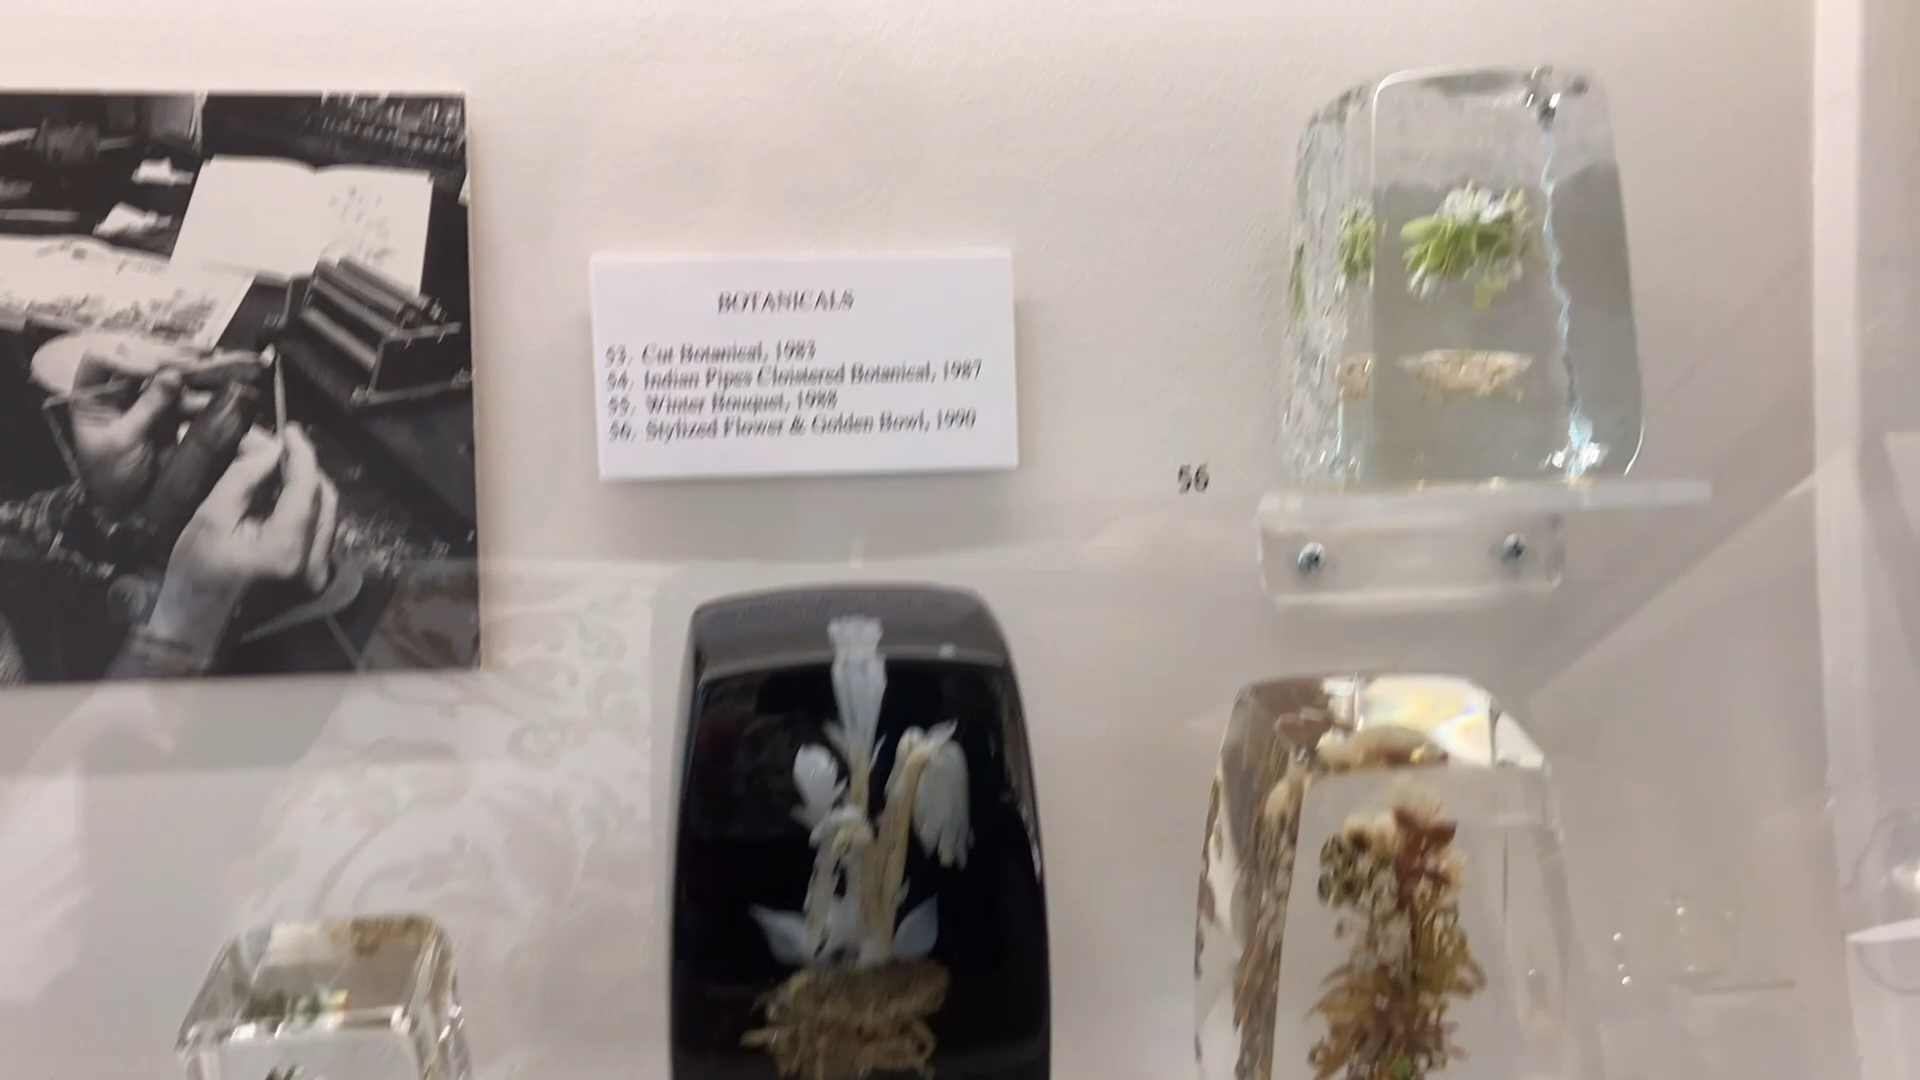 BOTANICALS
53. Cut Botanical, 1983
54. Indian Pipes Cloistered Botanical, 1987
55. Winter Bouquet, 1988
56. Stylized Flower & Golden Bowl, 1990
56